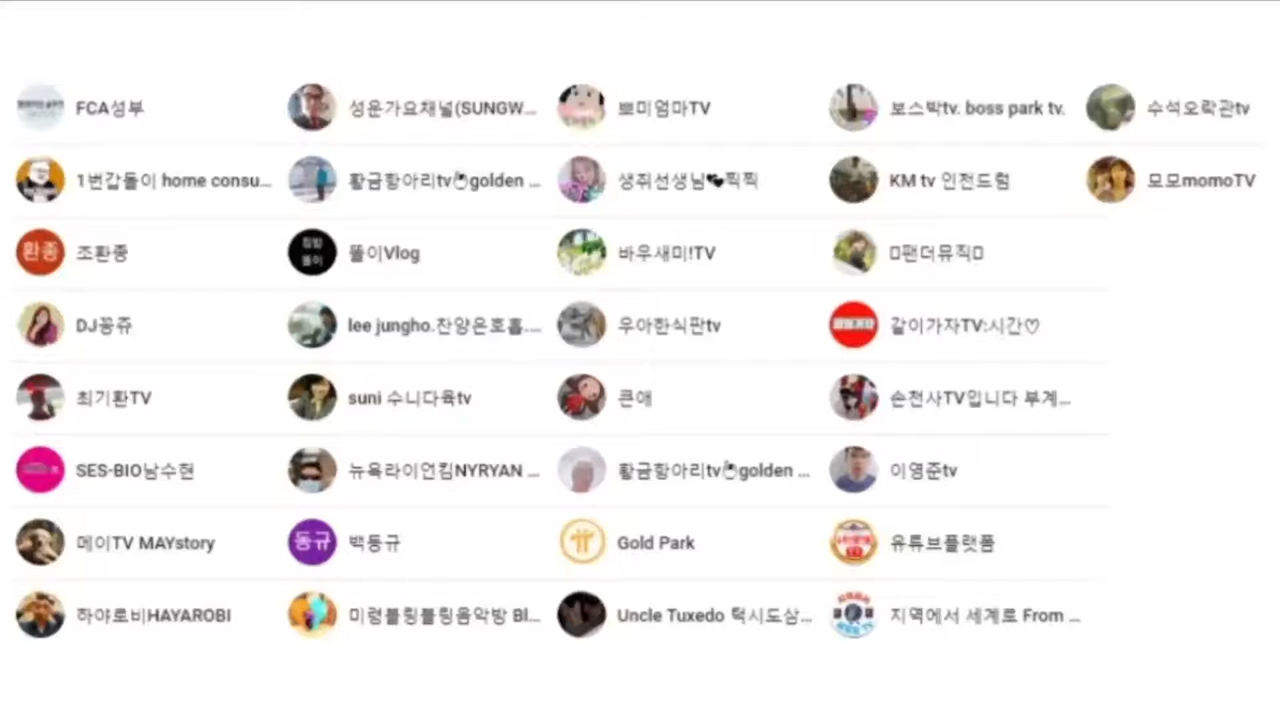 FCA성부 성운가요채널(SUNGW... 쁘미엄마TV 보스박tv. boss park tv. 수석오락관tv
1번갑돌이 home consu... 황금항아리tv golden ... 생쥐선생님 찍찍 KM tv 인전드럼 모모momoTV
환종 조환종 똘이Vlog 바우새미!TV 팬더뮤직
DJ꽁쥬 lee jungho.찬양은호흡.... 우아한식판tv 같이가자TV:시간♡
최기환TV suni 수니다육tv 큰애 손천사TV입니다 부계...
SES-BIO남수현 뉴욕라이언킴NYRYAN ... 황금항아리tv golden ... 이영준tv
메이TV MAYstory 동규 백동규 Gold Park 유튜브플랫폼
하야로비HAYAROBI 미령블링블링음악방 Bl... Uncle Tuxedo 턱시도삼... 지역에서 세계로 From ...